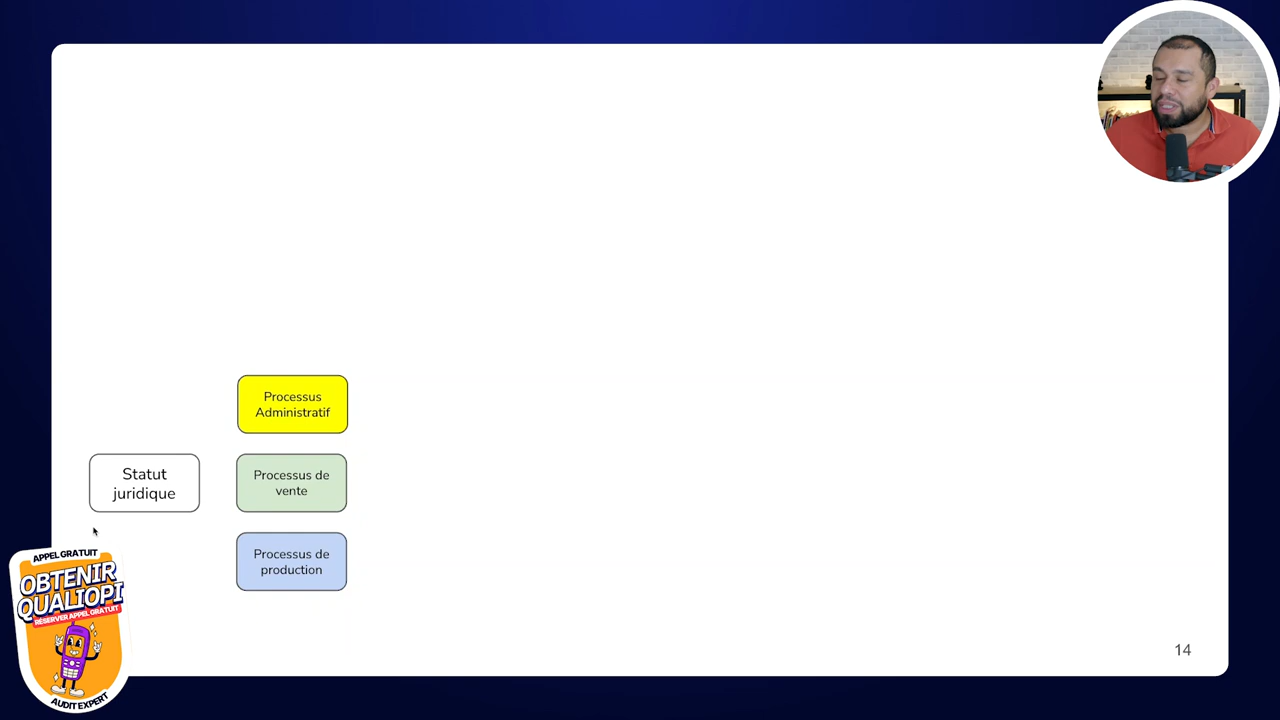 Processus
Administratif
Statut
juridique
Processus de
vente
Processus de
production
APPEL GRATUIT
OBTENIR
QUALIOPI
RÉSERVER APPEL GRATUIT
AUDIT EXPERT
14